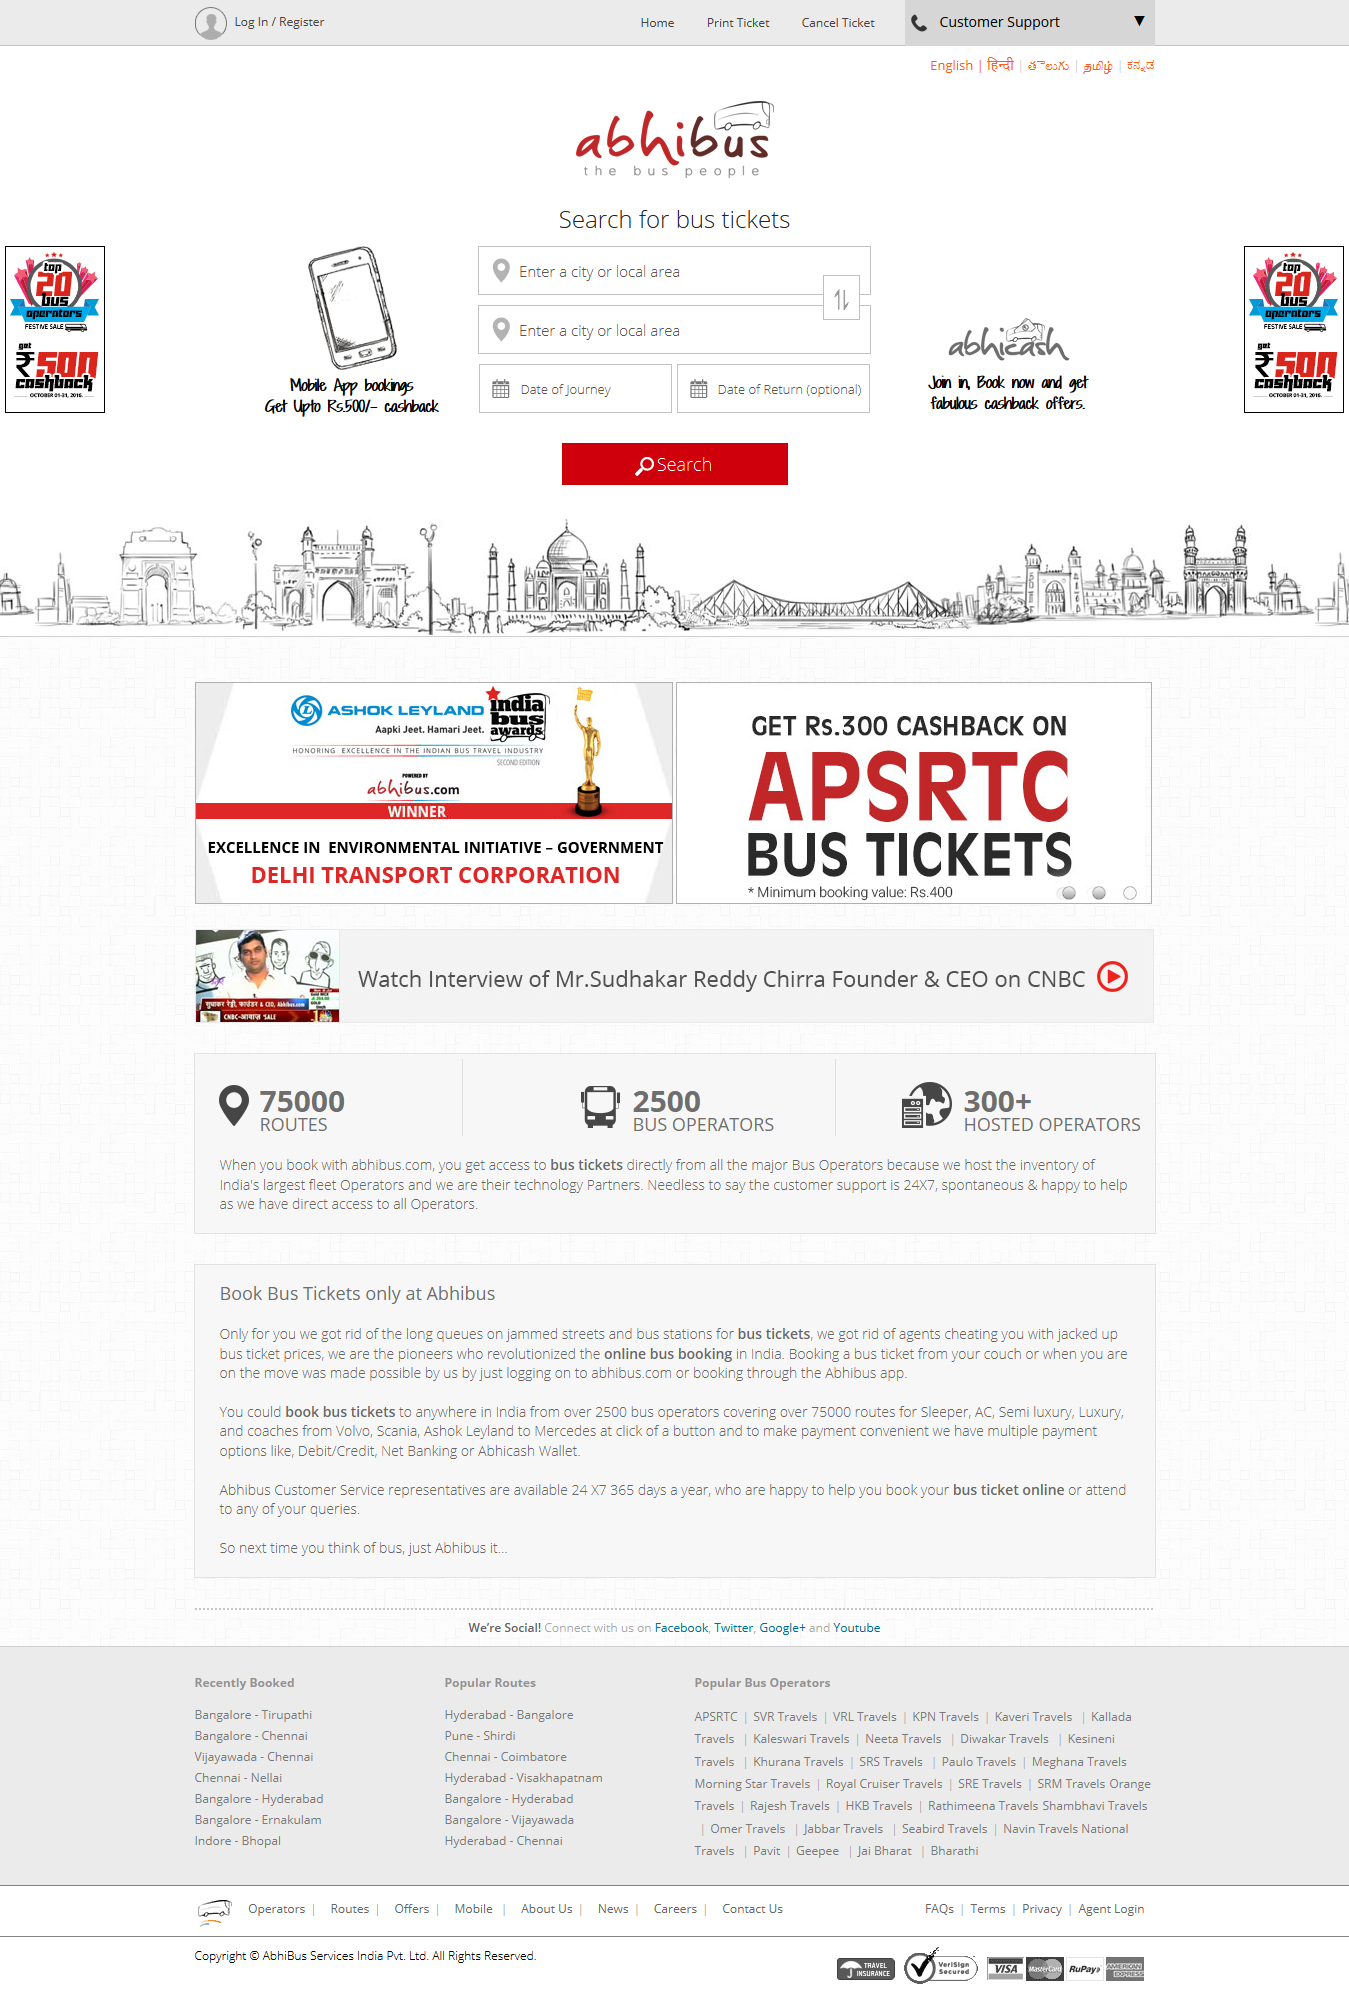 Log In / Register
Home
Print Ticket
Cancel Ticket
Customer Support
English | हिन्दी | తెలుగు | தமிழ் | ಕನ್ನಡ
abhibus
the bus people
Search for bus tickets
top
20
bus
operators
FESTIVE SALE
get
₹500
cashback
OCTOBER 01-31, 2016.
Mobile App bookings
Get Upto Rs.500/- cashback
Enter a city or local area
Enter a city or local area
Date of Journey
Date of Return (optional)
abhicash
Join in, Book now and get
fabulous cashback offers.
top
20
bus
operators
FESTIVE SALE
get
₹500
cashback
OCTOBER 01-31, 2016.
Search
ASHOK LEYLAND
Aapki Jeet. Hamari Jeet.
india
bus
awards
HONORING EXCELLENCE IN THE INDIAN BUS TRAVEL INDUSTRY
SECOND EDITION
POWERED BY
abhibus.com
WINNER
EXCELLENCE IN ENVIRONMENTAL INITIATIVE – GOVERNMENT
DELHI TRANSPORT CORPORATION
GET Rs.300 CASHBACK ON
APSRTC
BUS TICKETS
* Minimum booking value: Rs.400
सुधाकर रेड्डी, फाउंडर & CEO, Abhibus.com
CNBC-आवाज़ SALE
Watch Interview of Mr.Sudhakar Reddy Chirra Founder & CEO on CNBC
75000
ROUTES
2500
BUS OPERATORS
300+
HOSTED OPERATORS
When you book with abhibus.com, you get access to bus tickets directly from all the major Bus Operators because we host the inventory of
India's largest fleet Operators and we are their technology Partners. Needless to say the customer support is 24X7, spontaneous & happy to help
as we have direct access to all Operators.
Book Bus Tickets only at Abhibus
Only for you we got rid of the long queues on jammed streets and bus stations for bus tickets, we got rid of agents cheating you with jacked up
bus ticket prices, we are the pioneers who revolutionized the online bus booking in India. Booking a bus ticket from your couch or when you are
on the move was made possible by us by just logging on to abhibus.com or booking through the Abhibus app.
You could book bus tickets to anywhere in India from over 2500 bus operators covering over 75000 routes for Sleeper, AC, Semi luxury, Luxury,
and coaches from Volvo, Scania, Ashok Leyland to Mercedes at click of a button and to make payment convenient we have multiple payment
options like, Debit/Credit, Net Banking or Abhicash Wallet.
Abhibus Customer Service representatives are available 24 X7 365 days a year, who are happy to help you book your bus ticket online or attend
to any of your queries.
So next time you think of bus, just Abhibus it...
We're Social! Connect with us on Facebook, Twitter, Google+ and Youtube
Recently Booked
Bangalore - Tirupathi
Bangalore - Chennai
Vijayawada - Chennai
Chennai - Nellai
Bangalore - Hyderabad
Bangalore - Ernakulam
Indore - Bhopal
Popular Routes
Hyderabad - Bangalore
Pune - Shirdi
Chennai - Coimbatore
Hyderabad - Visakhapatnam
Bangalore - Hyderabad
Bangalore - Vijayawada
Hyderabad - Chennai
Popular Bus Operators
APSRTC | SVR Travels | VRL Travels | KPN Travels | Kaveri Travels | Kallada
Travels | Kaleswari Travels | Neeta Travels | Diwakar Travels | Kesineni
Travels | Khurana Travels | SRS Travels | Paulo Travels | Meghana Travels
Morning Star Travels | Royal Cruiser Travels | SRE Travels | SRM Travels Orange
Travels | Rajesh Travels | HKB Travels | Rathimeena Travels Shambhavi Travels
| Omer Travels | Jabbar Travels | Seabird Travels | Navin Travels National
Travels | Pavit | Geepee | Jai Bharat | Bharathi
Operators | Routes | Offers | Mobile | About Us | News | Careers | Contact Us
FAQs | Terms | Privacy | Agent Login
Copyright © AbhiBus Services India Pvt. Ltd. All Rights Reserved.
TRAVEL
INSURANCE
VeriSign
Secured
VISA
MasterCard
RuPay
AMERICAN
EXPRESS